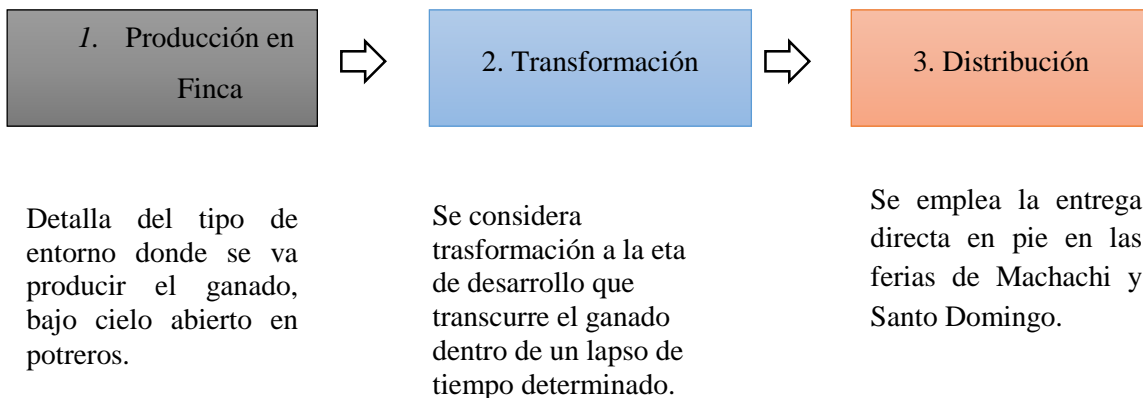 1. Producción en
Finca
2. Transformación
3. Distribución
Detalla del tipo de
entorno donde se va
producir el ganado,
bajo cielo abierto en
potreros.
Se considera
trasformación a la eta
de desarrollo que
transcurre el ganado
dentro de un lapso de
tiempo determinado.
Se emplea la entrega
directa en pie en las
ferias de Machachi y
Santo Domingo.